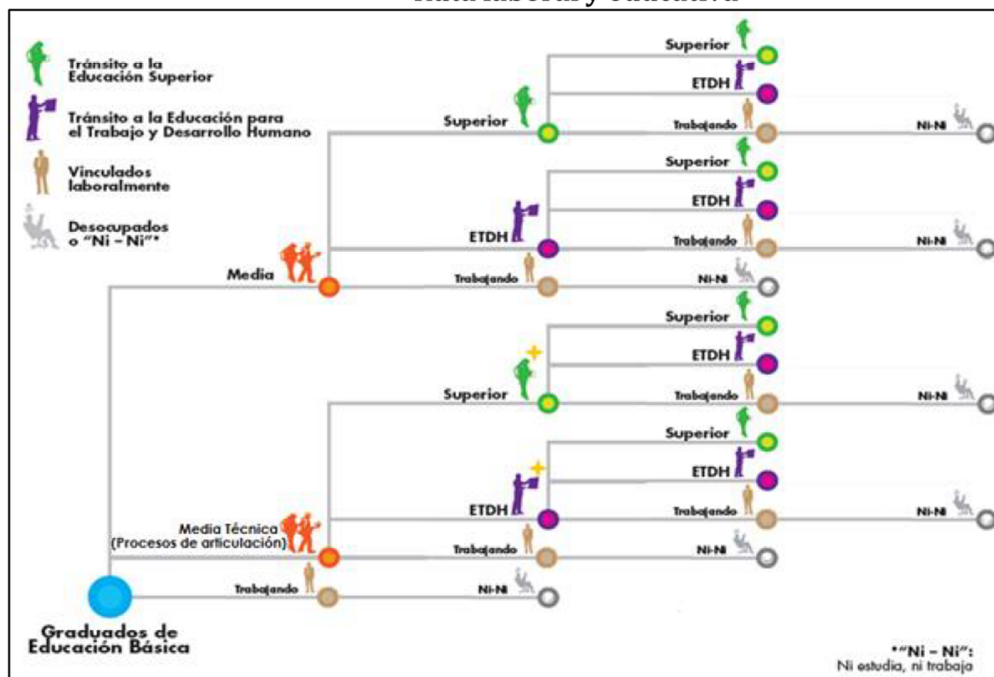 Ruta laboral y educativa
Tránsito a la
Educación Superior
Tránsito a la Educación para
el Trabajo y Desarrollo Humano
Vinculados
laboralmente
Desocupados
o "Ni – Ni"*
Superior
ETDH
Superior
Trabajando
Ni-Ni
Superior
ETDH
ETDH
Trabajando
Ni-Ni
Media
Trabajando
Ni-Ni
Superior
ETDH
Superior
Trabajando
Ni-Ni
Superior
ETDH
ETDH
Trabajando
Ni-Ni
Media Técnica
(Procesos de articulación)
Trabajando
Ni-Ni
Trabajando
Ni-Ni
Graduados de
Educación Básica
*"Ni – Ni":
Ni estudia, ni trabaja